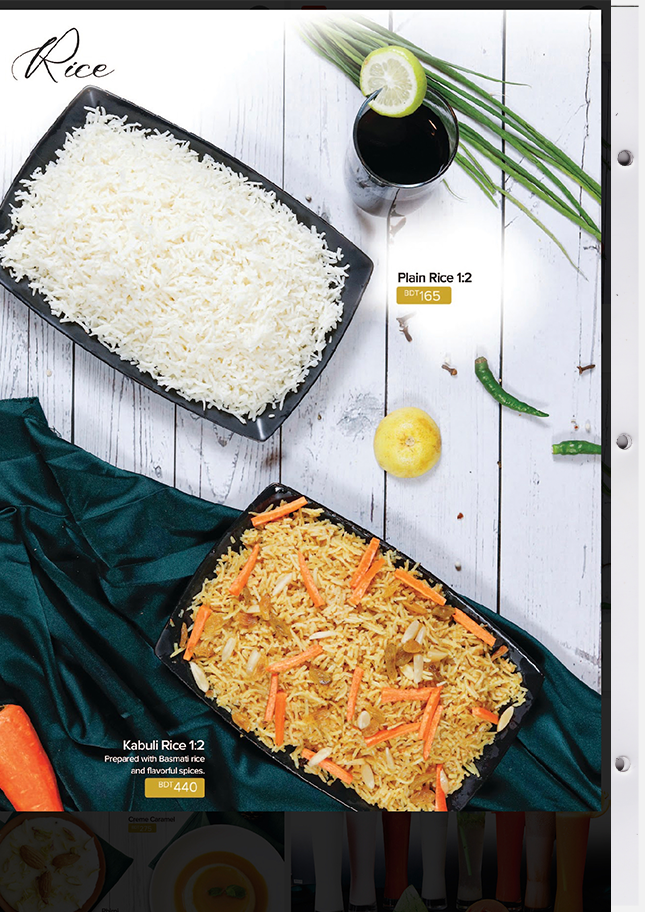 Rice
Plain Rice 1:2
BDT165
Kabuli Rice 1:2
Prepared with Basmati rice
and flavorful spices.
BDT440
Creme Caramel